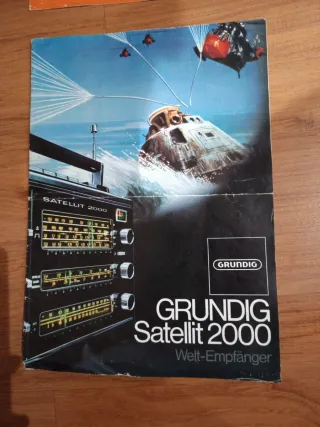 SATELLIT 2000
GRUNDIG
GRUNDIG
Satellit 2000
Welt-Empfänger